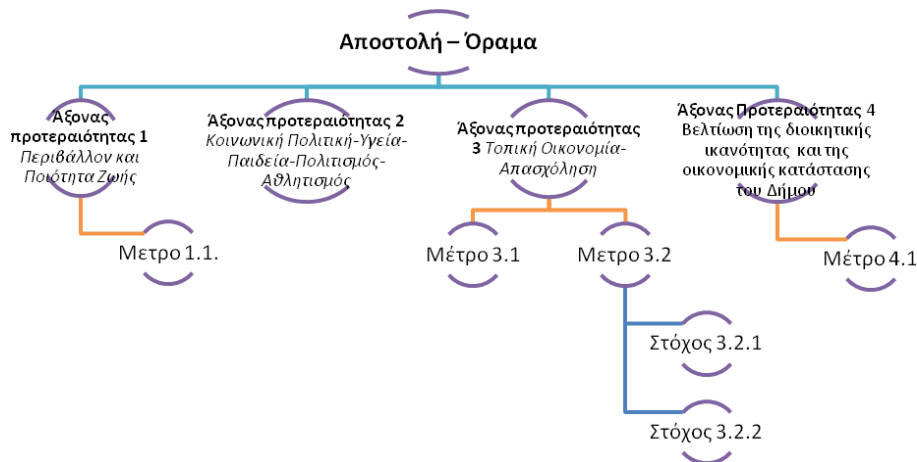 Αποστολή – Όραμα
Άξονας
προτεραιότητας 1
Περιβάλλον και
Ποιότητα Ζωής
Άξονας προτεραιότητας 2
Κοινωνική Πολιτική-Υγεία-
Παιδεία-Πολιτισμός-
Αθλητισμός
Άξονας προτεραιότητας
3 Τοπική Οικονομία-
Απασχόληση
Άξονας Προτεραιότητας 4
Βελτίωση της διοικητικής
ικανότητας και της
οικονομικής κατάστασης
του Δήμου
Μετρο 1.1.
Μέτρο 3.1
Μετρο 3.2
Μέτρο 4.1
Στόχος 3.2.1
Στόχος 3.2.2